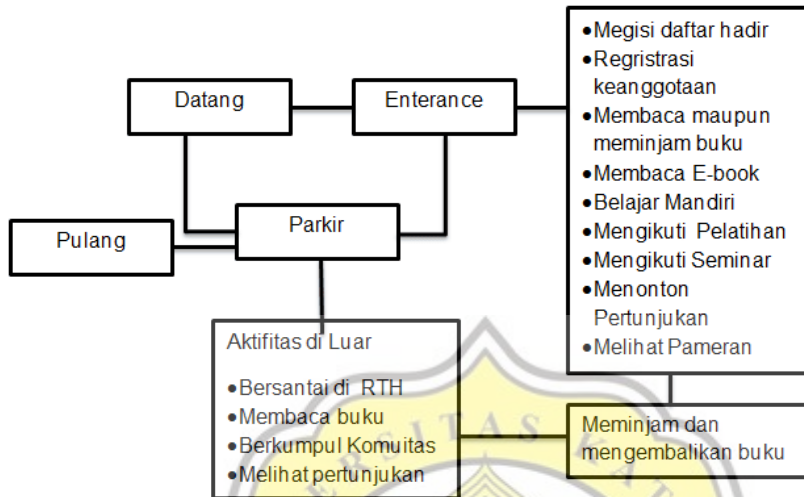 Datang
Enterance
Parkir
Pulang
•Megisi daftar hadir
•Regristrasi
keanggotaan
•Membaca maupun
meminjam buku
•Membaca E-book
•Belajar Mandiri
•Mengikuti Pelatihan
•Mengikuti Seminar
•Menonton
Pertunjukan
•Melihat Pameran
Aktifitas di Luar
•Bersantai di RTH
•Membaca buku
•Berkumpul Komuitas
•Melihat pertunjukan
Meminjam dan
mengembalikan buku
ERSITAS KAT